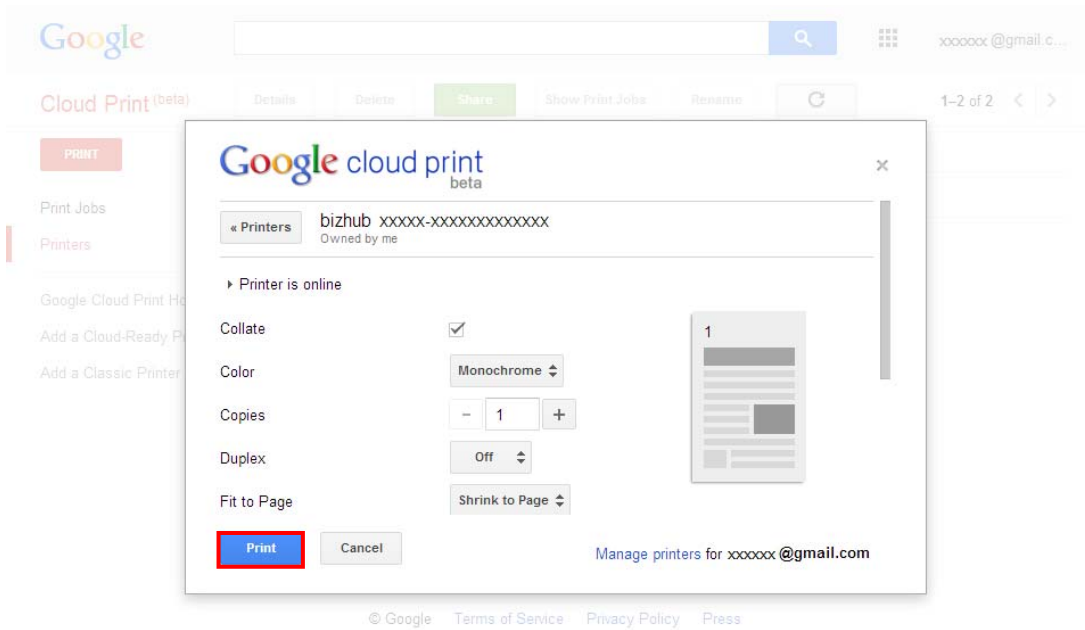 Google
xxxxxx @gmail.c...
Cloud Print (beta)
Details Delete Share Show Print Jobs Rename
1–2 of 2
PRINT
Print Jobs
Printers
Google Cloud Print Ho
Add a Cloud-Ready Pr
Add a Classic Printer
Google cloud print
beta
« Printers
bizhub xxxxx-xxxxxxxxxxxxx
Owned by me
Printer is online
Collate
Color Monochrome
Copies - 1 +
Duplex Off
Fit to Page Shrink to Page
1
Print Cancel
Manage printers for xxxxxx @gmail.com
© Google Terms of Service Privacy Policy Press